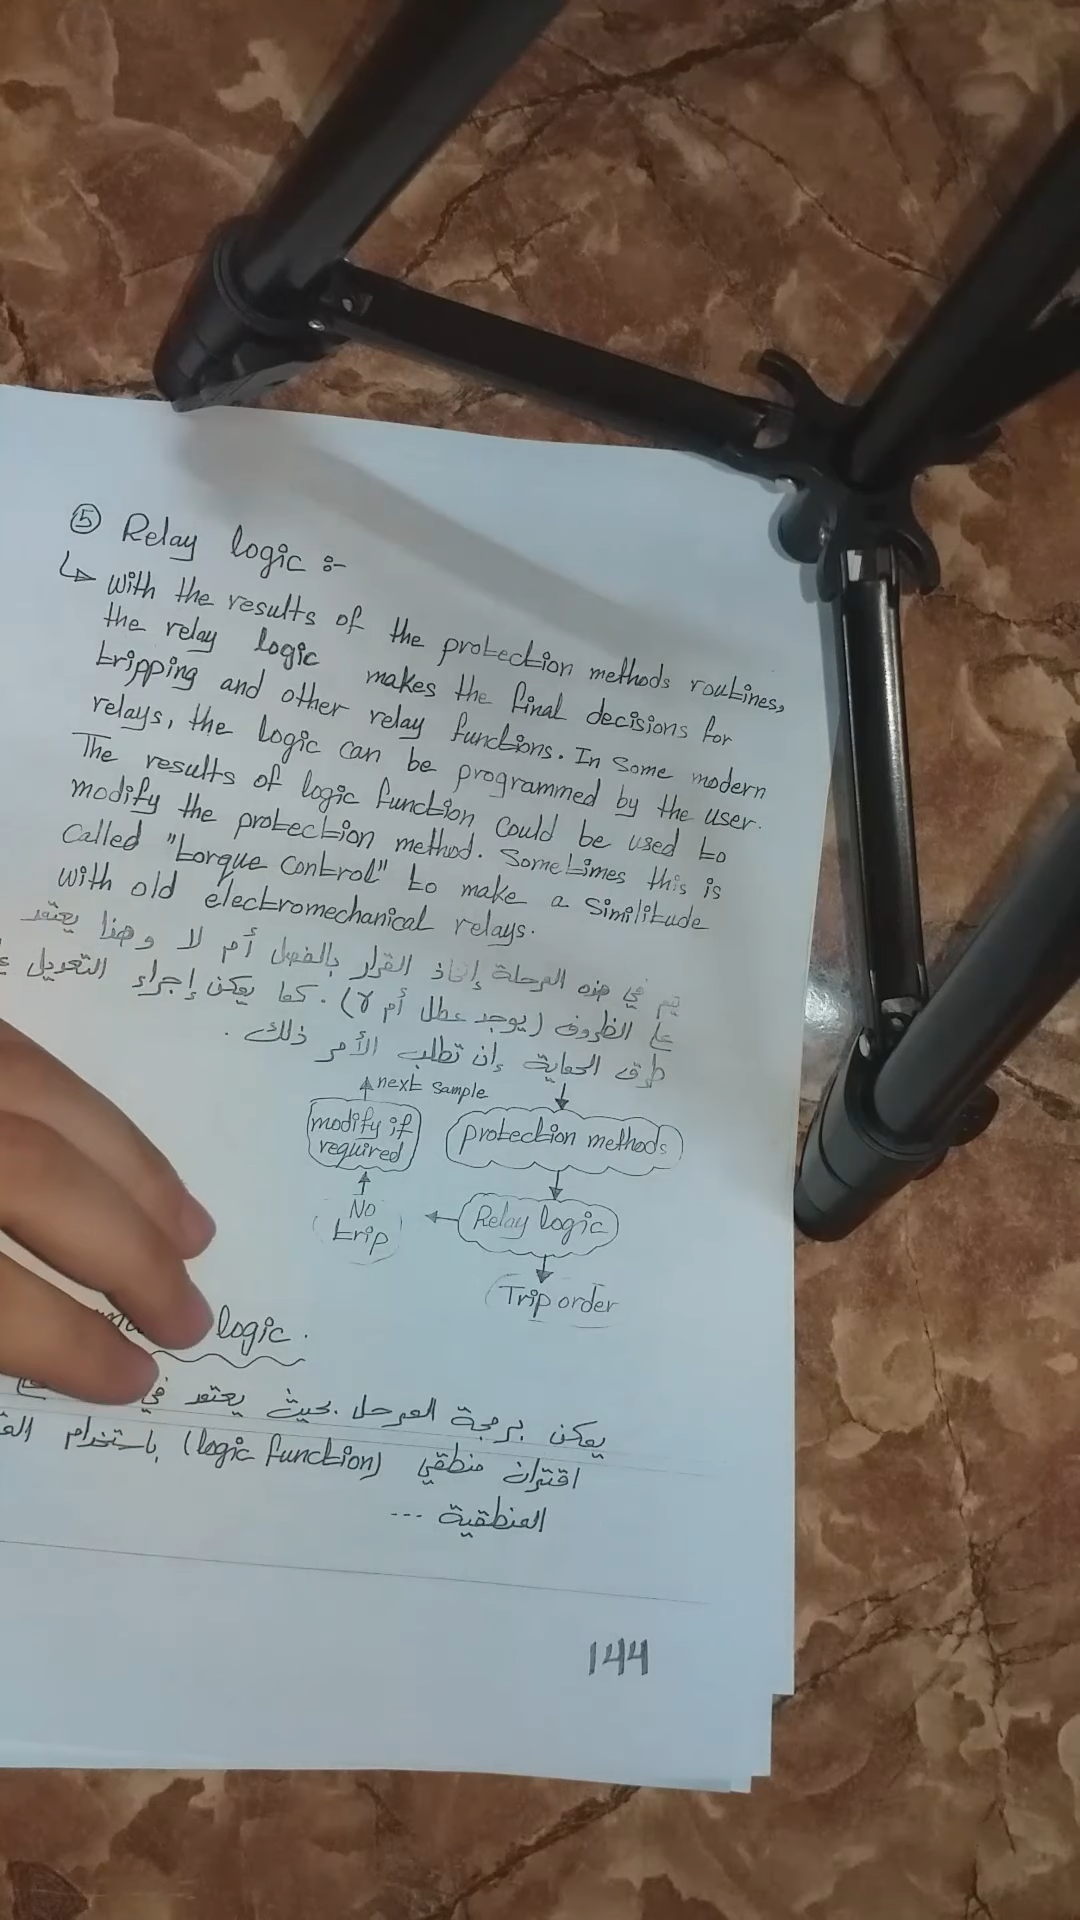 ⑤ Relay logic :-
↳ with the results of the protection methods routines,
the relay logic makes the final decisions for
tripping and other relay functions. In some modern
relays, the logic can be programmed by the user.
The results of logic function could be used to
modify the protection method. Sometimes this is
called "torque control" to make a similitude
with old electromechanical relays.
يتم في هذه المرحلة إتخاذ القرار بالفصل أم لا وهذا يعتمد
على الظروف (يوجد عطل أم لا). كما يمكن إجراء التعديل
طرق الحماية إن تطلب الأمر ذلك.
next sample
modify if
required
protection methods
No
trip
Relay logic
Trip order
logic.
يمكن برمجة المرحل بحيث يعتمد في
اقتران منطقي (logic function) باستخدام
المنطقية ...
144